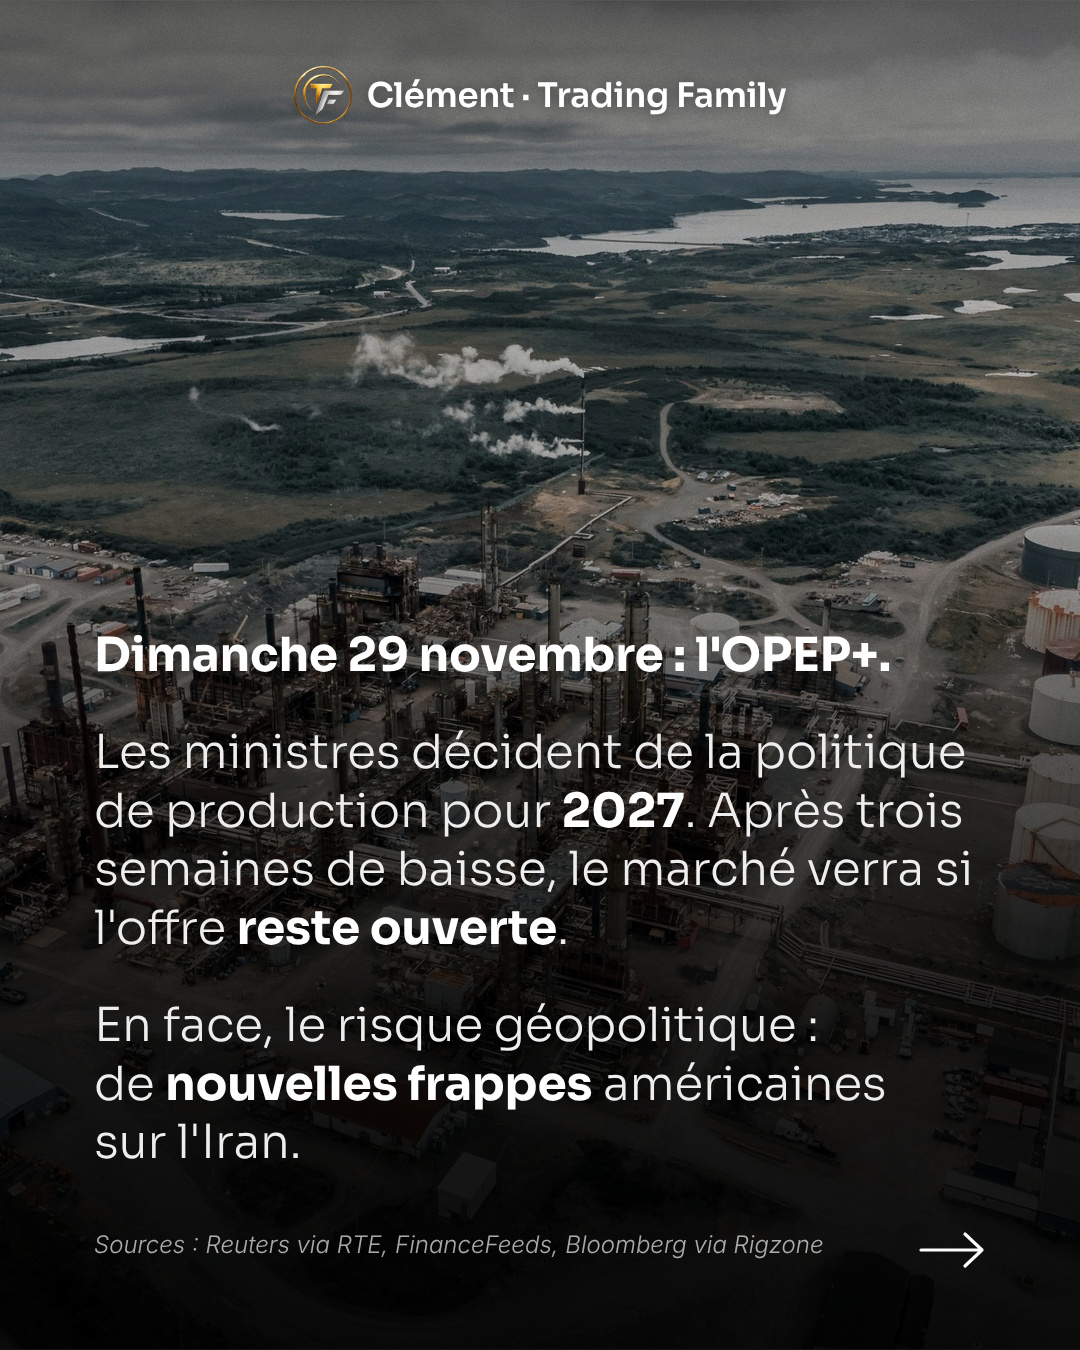 TF Clément · Trading Family
Dimanche 29 novembre : l'OPEP+.
Les ministres décident de la politique
de production pour 2027. Après trois
semaines de baisse, le marché verra si
l'offre reste ouverte.
En face, le risque géopolitique :
de nouvelles frappes américaines
sur l'Iran.
Sources : Reuters via RTE, FinanceFeeds, Bloomberg via Rigzone